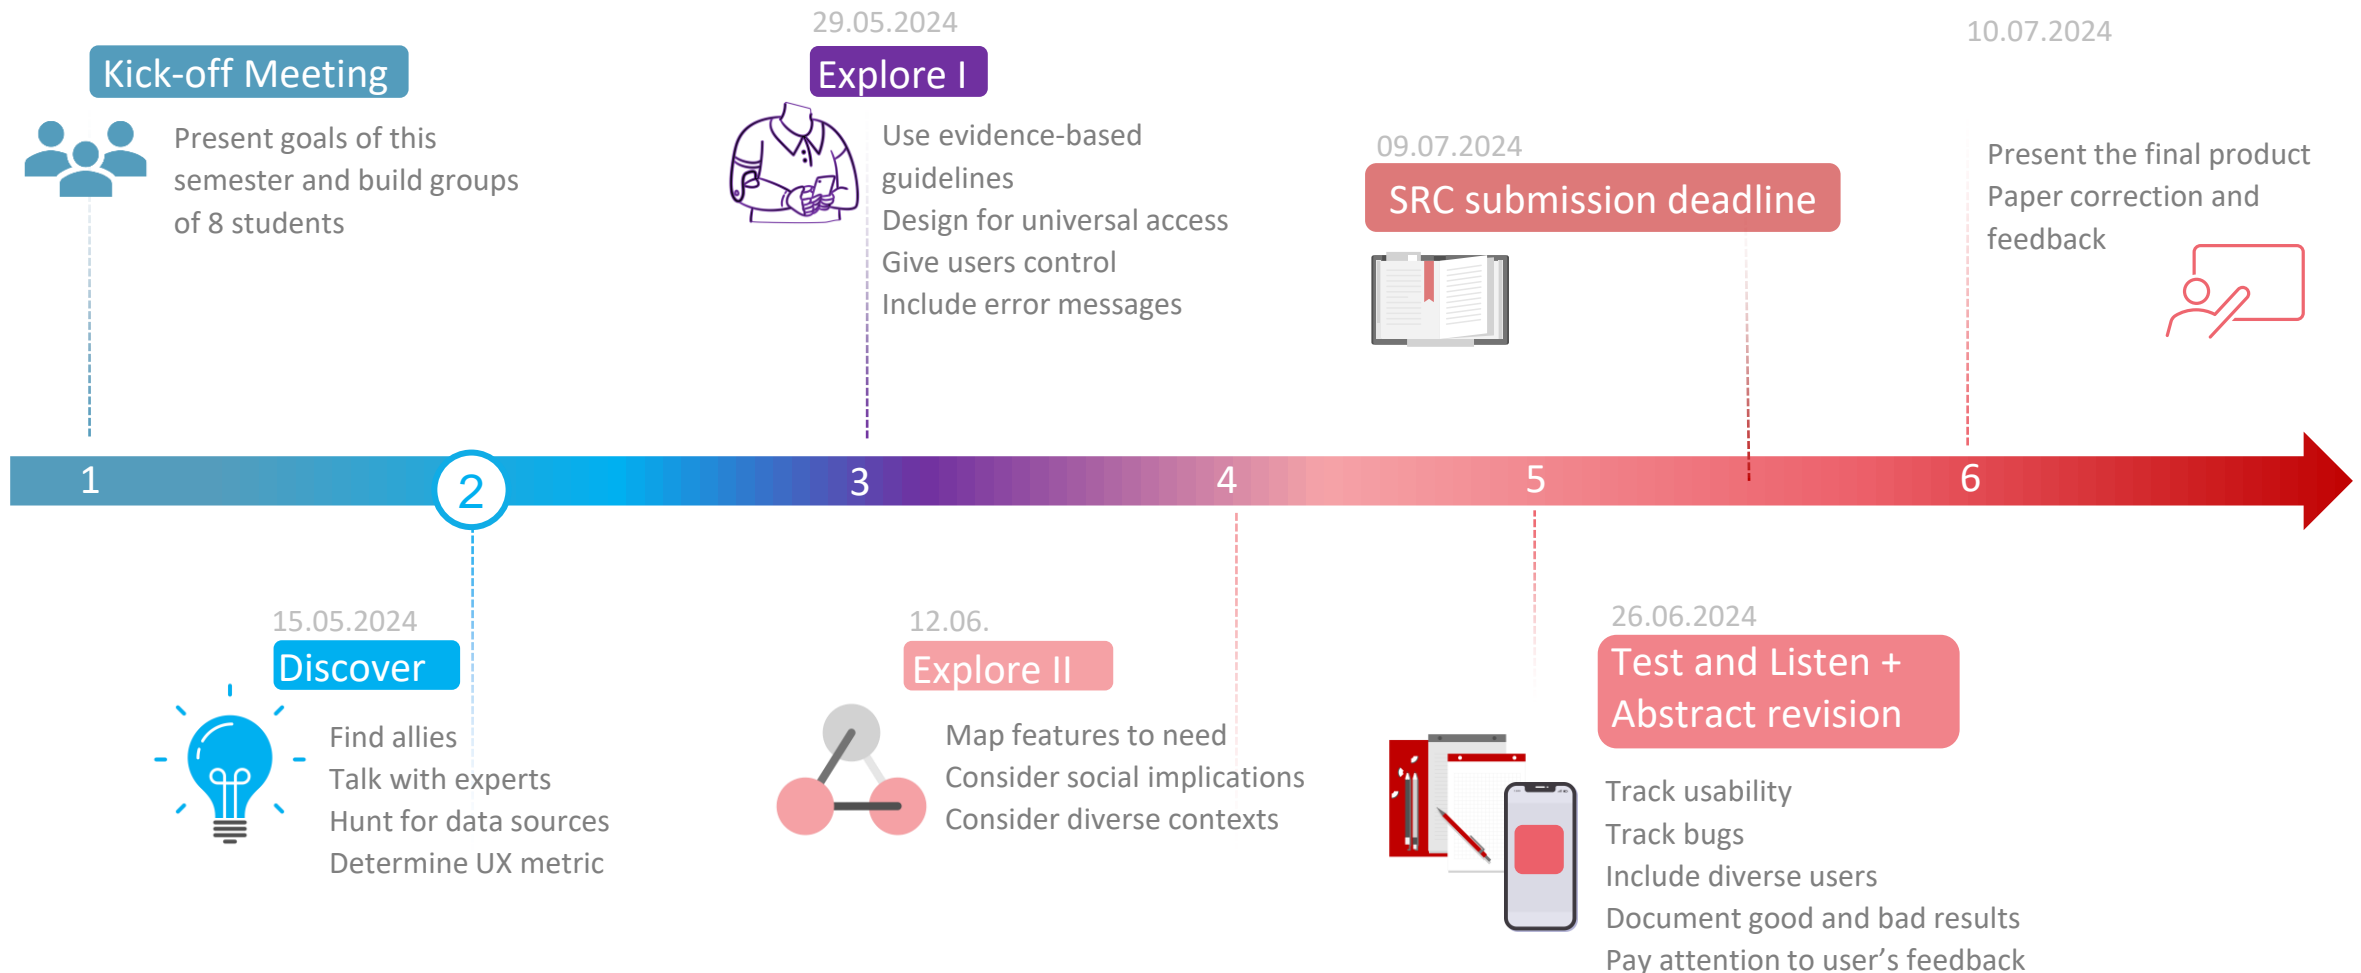 Kick-off Meeting
Present goals of this
semester and build groups
of 8 students
29.05.2024
Explore I
Use evidence-based
guidelines
Design for universal access
Give users control
Include error messages
09.07.2024
SRC submission deadline
10.07.2024
Present the final product
Paper correction and
feedback
1
2
3
4
5
6
15.05.2024
Discover
Find allies
Talk with experts
Hunt for data sources
Determine UX metric
12.06.
Explore II
Map features to need
Consider social implications
Consider diverse contexts
26.06.2024
Test and Listen +
Abstract revision
Track usability
Track bugs
Include diverse users
Document good and bad results
Pay attention to user’s feedback